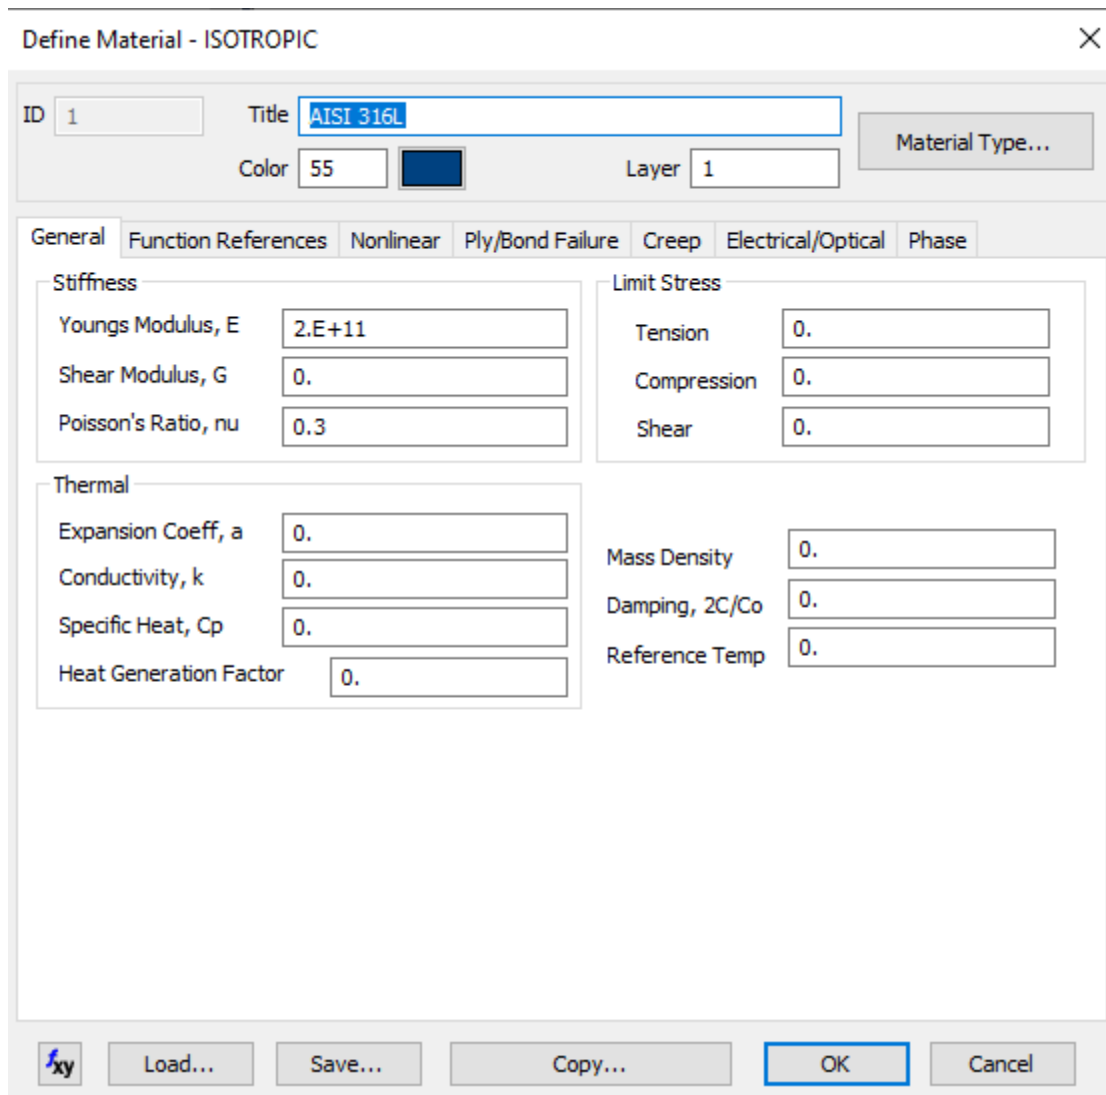 Define Material - ISOTROPIC
ID 1 Title AISI 316L Material Type...
Color 55 Layer 1
General Function References Nonlinear Ply/Bond Failure Creep Electrical/Optical Phase
Stiffness
Youngs Modulus, E 2.E+11
Shear Modulus, G 0.
Poisson's Ratio, nu 0.3
Limit Stress
Tension 0.
Compression 0.
Shear 0.
Thermal
Expansion Coeff, a 0.
Conductivity, k 0.
Specific Heat, Cp 0.
Heat Generation Factor 0.
Mass Density 0.
Damping, 2C/Co 0.
Reference Temp 0.
fxy Load... Save... Copy... OK Cancel